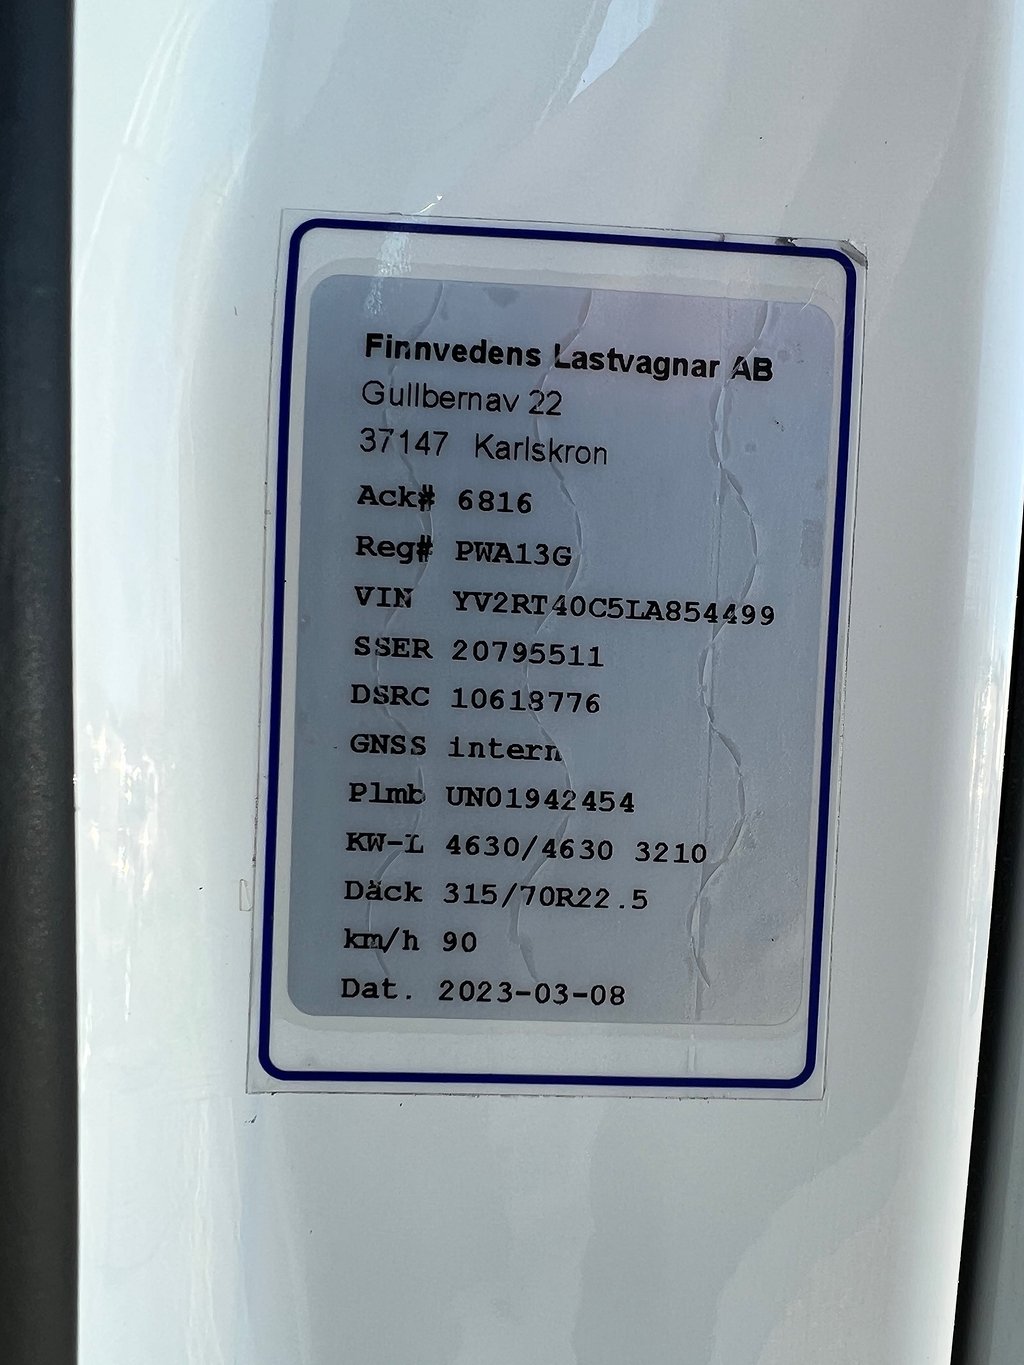 Finnvedens Lastvagnar AB
Gullbernav 22
37147 Karlskron
Ack# 6816
Reg# PWA13G
VIN YV2RT40C5LA854499
SSER 20795511
DSRC 10618776
GNSS intern
Plmb UN01942454
KW-L 4630/4630 3210
Däck 315/70R22.5
km/h 90
Dat. 2023-03-08